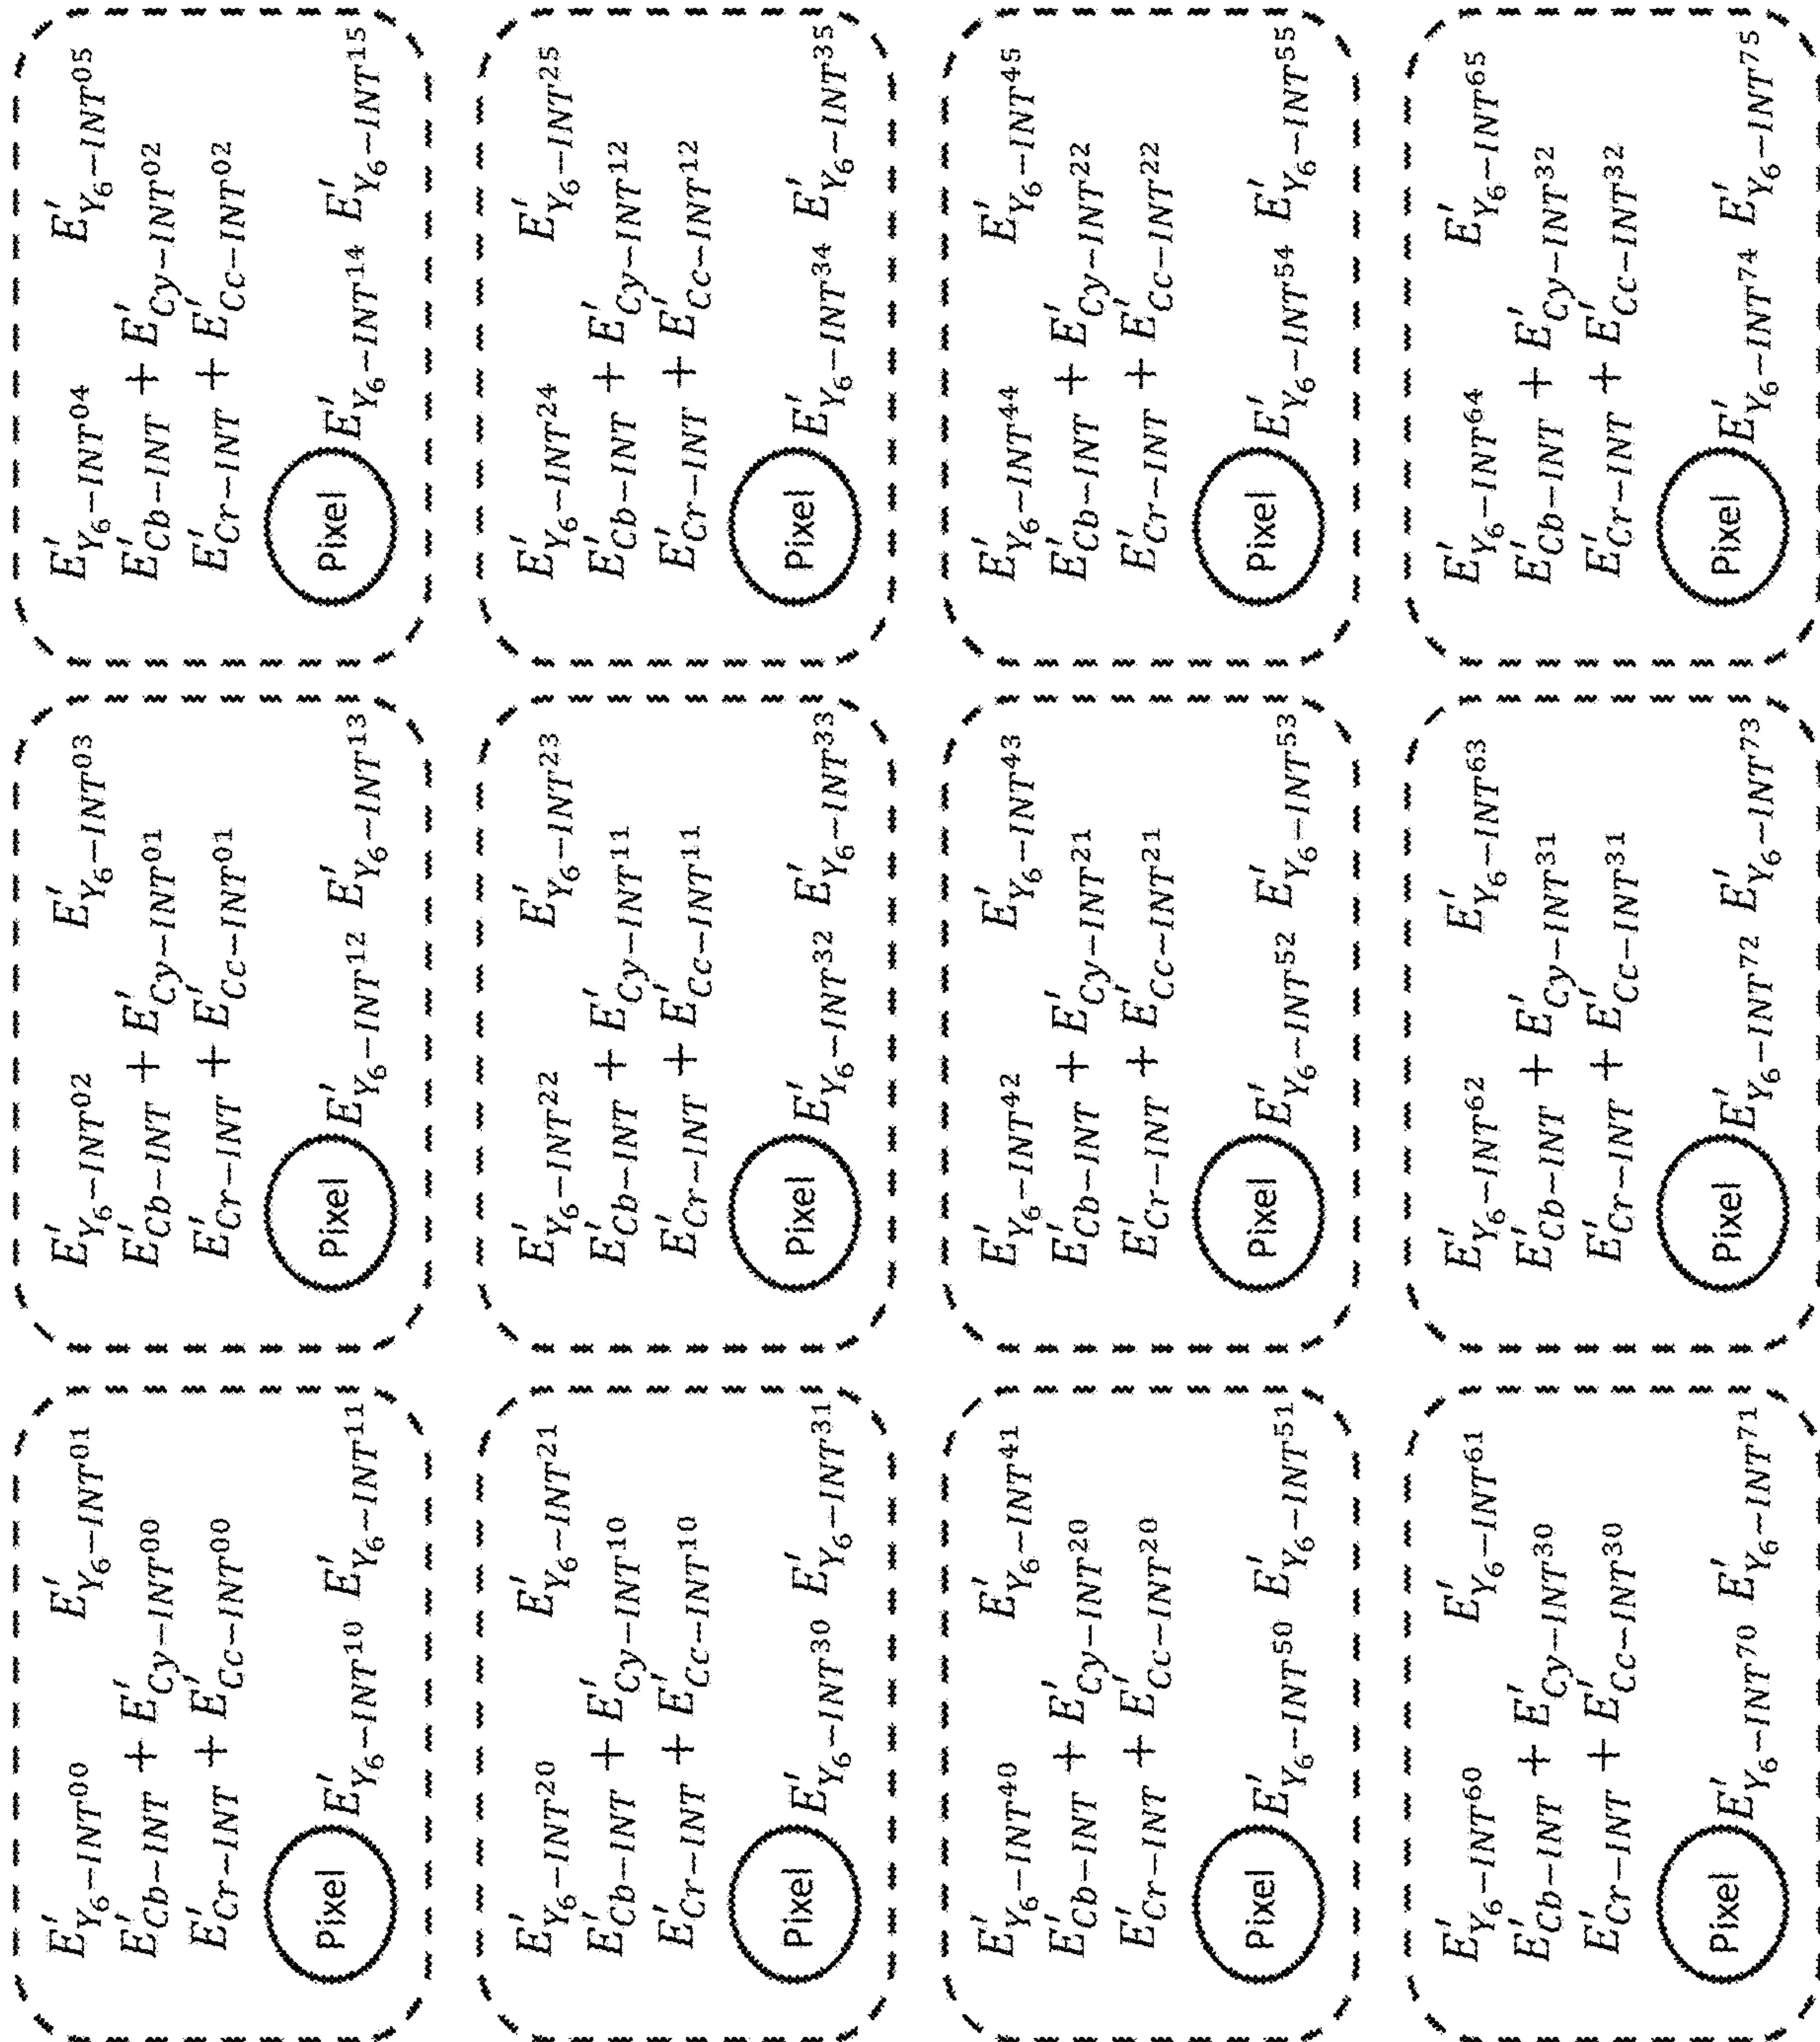 E′Y₆−INT⁰⁰ E′Y₆−INT⁰¹
E′Cb−INT + E′Cy−INT⁰⁰
E′Cr−INT + E′Cc−INT⁰⁰
Pixel E′Y₆−INT¹⁰ E′Y₆−INT¹¹
E′Y₆−INT⁰² E′Y₆−INT⁰³
E′Cb−INT + E′Cy−INT⁰¹
E′Cr−INT + E′Cc−INT⁰¹
Pixel E′Y₆−INT¹² E′Y₆−INT¹³
E′Y₆−INT⁰⁴ E′Y₆−INT⁰⁵
E′Cb−INT + E′Cy−INT⁰²
E′Cr−INT + E′Cc−INT⁰²
Pixel E′Y₆−INT¹⁴ E′Y₆−INT¹⁵
E′Y₆−INT²⁰ E′Y₆−INT²¹
E′Cb−INT + E′Cy−INT¹⁰
E′Cr−INT + E′Cc−INT¹⁰
Pixel E′Y₆−INT³⁰ E′Y₆−INT³¹
E′Y₆−INT²² E′Y₆−INT²³
E′Cb−INT + E′Cy−INT¹¹
E′Cr−INT + E′Cc−INT¹¹
Pixel E′Y₆−INT³² E′Y₆−INT³³
E′Y₆−INT²⁴ E′Y₆−INT²⁵
E′Cb−INT + E′Cy−INT¹²
E′Cr−INT + E′Cc−INT¹²
Pixel E′Y₆−INT³⁴ E′Y₆−INT³⁵
E′Y₆−INT⁴⁰ E′Y₆−INT⁴¹
E′Cb−INT + E′Cy−INT²⁰
E′Cr−INT + E′Cc−INT²⁰
Pixel E′Y₆−INT⁵⁰ E′Y₆−INT⁵¹
E′Y₆−INT⁴² E′Y₆−INT⁴³
E′Cb−INT + E′Cy−INT²¹
E′Cr−INT + E′Cc−INT²¹
Pixel E′Y₆−INT⁵² E′Y₆−INT⁵³
E′Y₆−INT⁴⁴ E′Y₆−INT⁴⁵
E′Cb−INT + E′Cy−INT²²
E′Cr−INT + E′Cc−INT²²
Pixel E′Y₆−INT⁵⁴ E′Y₆−INT⁵⁵
E′Y₆−INT⁶⁰ E′Y₆−INT⁶¹
E′Cb−INT + E′Cy−INT³⁰
E′Cr−INT + E′Cc−INT³⁰
Pixel E′Y₆−INT⁷⁰ E′Y₆−INT⁷¹
E′Y₆−INT⁶² E′Y₆−INT⁶³
E′Cb−INT + E′Cy−INT³¹
E′Cr−INT + E′Cc−INT³¹
Pixel E′Y₆−INT⁷² E′Y₆−INT⁷³
E′Y₆−INT⁶⁴ E′Y₆−INT⁶⁵
E′Cb−INT + E′Cy−INT³²
E′Cr−INT + E′Cc−INT³²
Pixel E′Y₆−INT⁷⁴ E′Y₆−INT⁷⁵